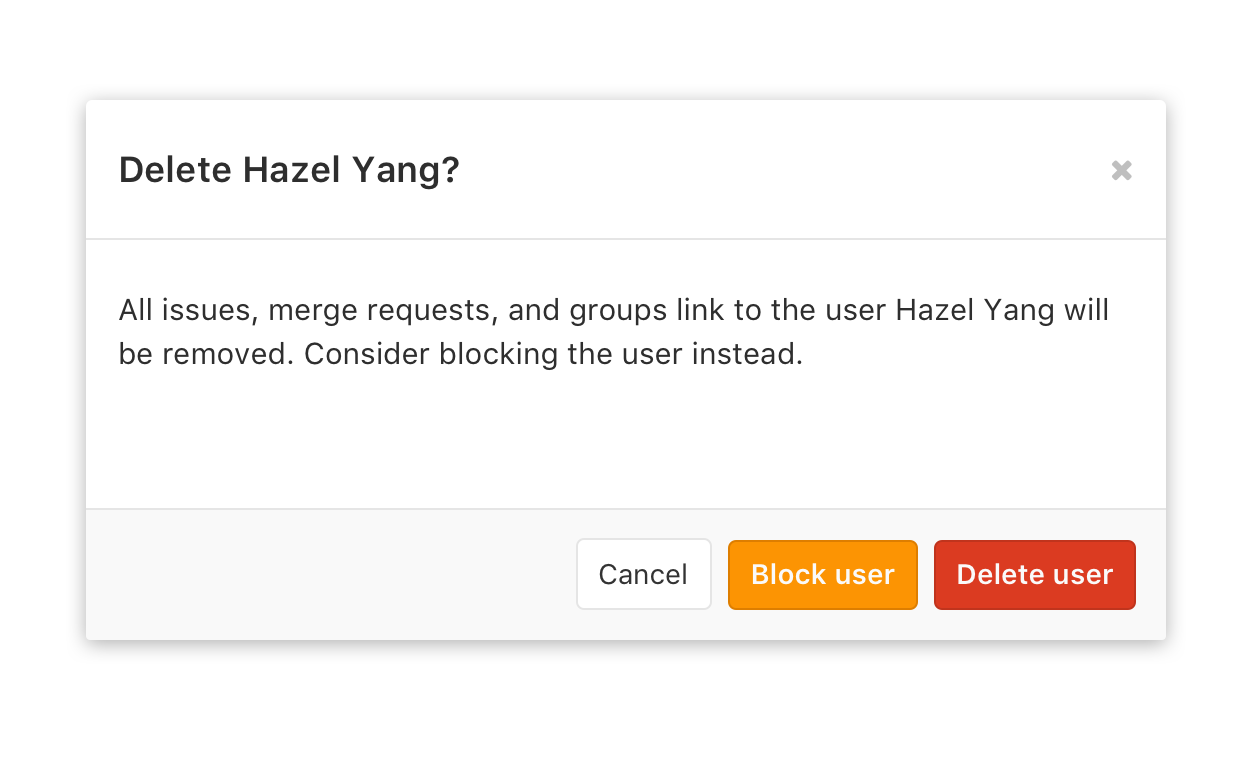 Delete Hazel Yang?
All issues, merge requests, and groups link to the user Hazel Yang will
be removed. Consider blocking the user instead.
Cancel
Block user
Delete user